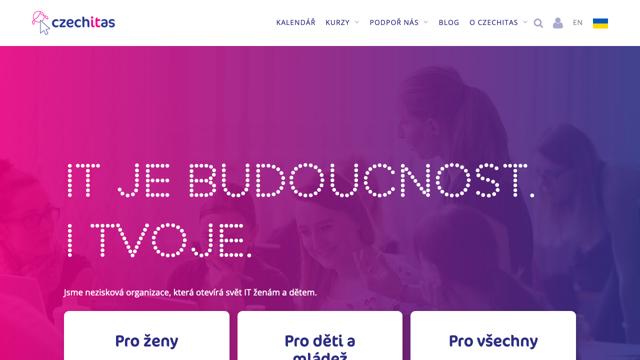 czechitas
KALENDÁŘ KURZY PODPOŘ NÁS BLOG O CZECHITAS EN
IT JE BUDOUCNOST.
I TVOJE.
Jsme nezisková organizace, která otevírá svět IT ženám a dětem.
Pro ženy
Pro děti a
mládež
Pro všechny